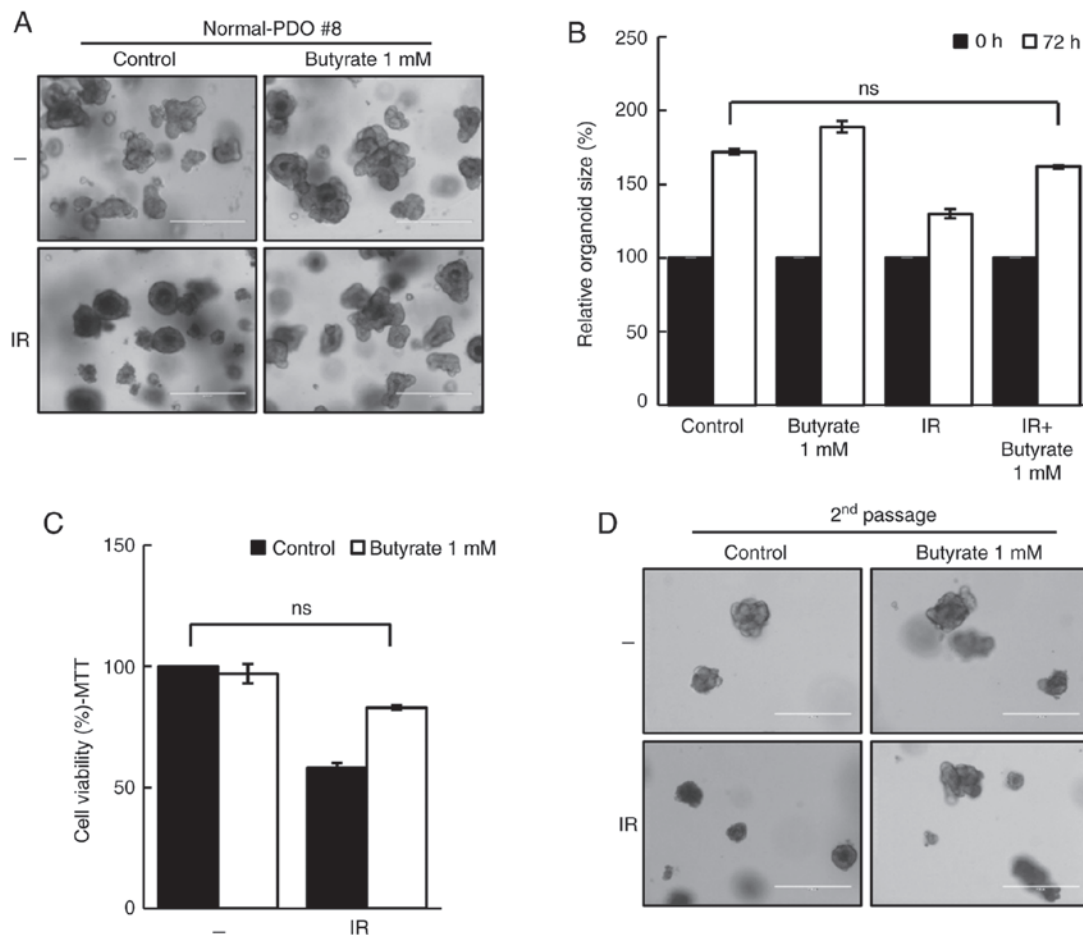 A
Normal-PDO #8
Control
Butyrate 1 mM
–
IR
B
250
200
150
100
50
0
Relative organoid size (%)
0 h
72 h
ns
Control
Butyrate
1 mM
IR
IR+
Butyrate
1 mM
C
150
100
50
0
Cell viability (%)-MTT
Control
Butyrate 1 mM
ns
–
IR
D
2nd passage
Control
Butyrate 1 mM
–
IR